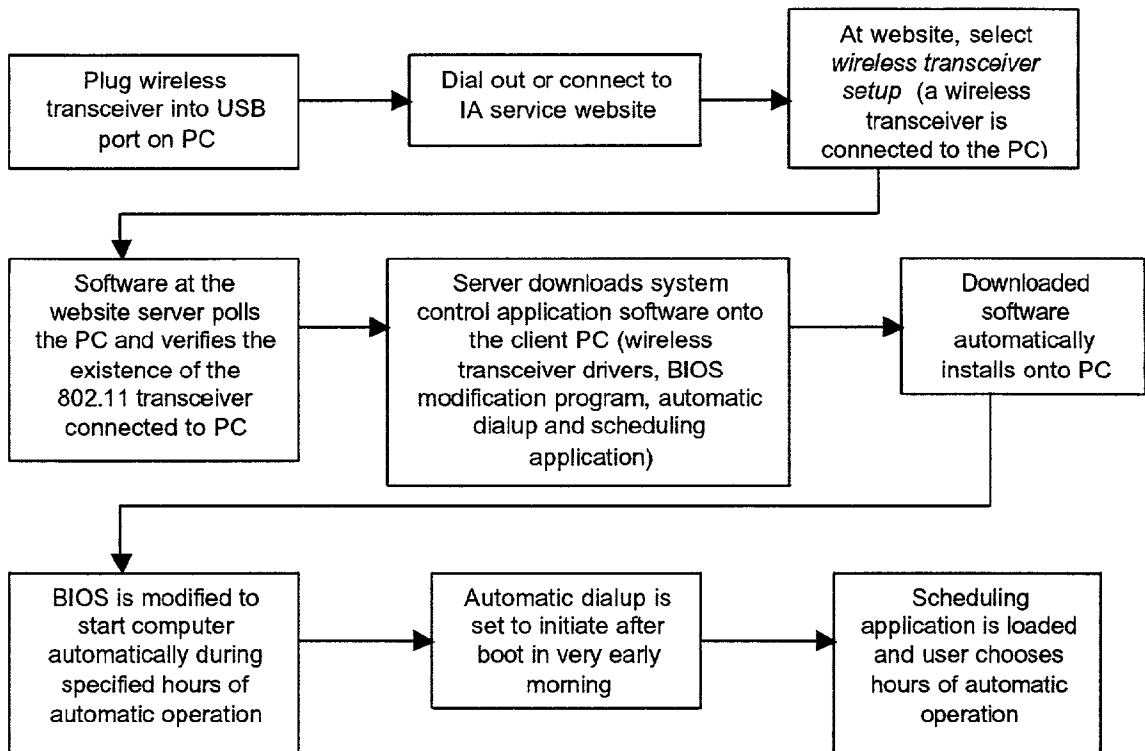 Plug wireless
transceiver into USB
port on PC
Dial out or connect to
IA service website
At website, select
wireless transceiver
setup (a wireless
transceiver is
connected to the PC)
Software at the
website server polls
the PC and verifies the
existence of the
802.11 transceiver
connected to PC
Server downloads system
control application software onto
the client PC (wireless
transceiver drivers, BIOS
modification program, automatic
dialup and scheduling
application)
Downloaded
software
automatically
installs onto PC
BIOS is modified to
start computer
automatically during
specified hours of
automatic operation
Automatic dialup is
set to initiate after
boot in very early
morning
Scheduling
application is loaded
and user chooses
hours of automatic
operation